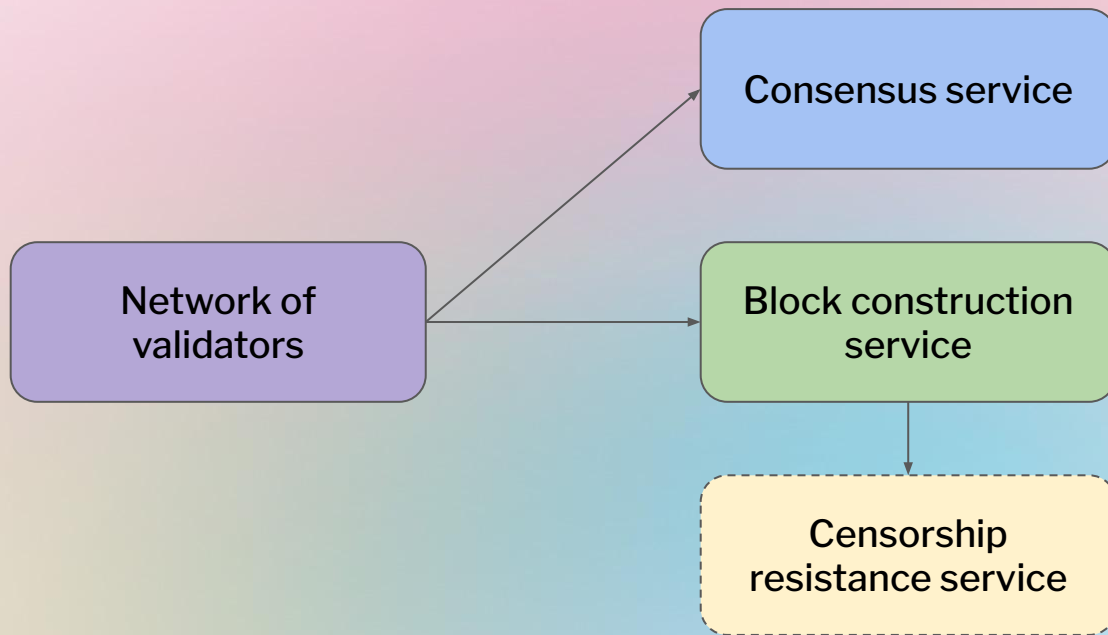 Consensus service
Network of
validators
Block construction
service
Censorship
resistance service